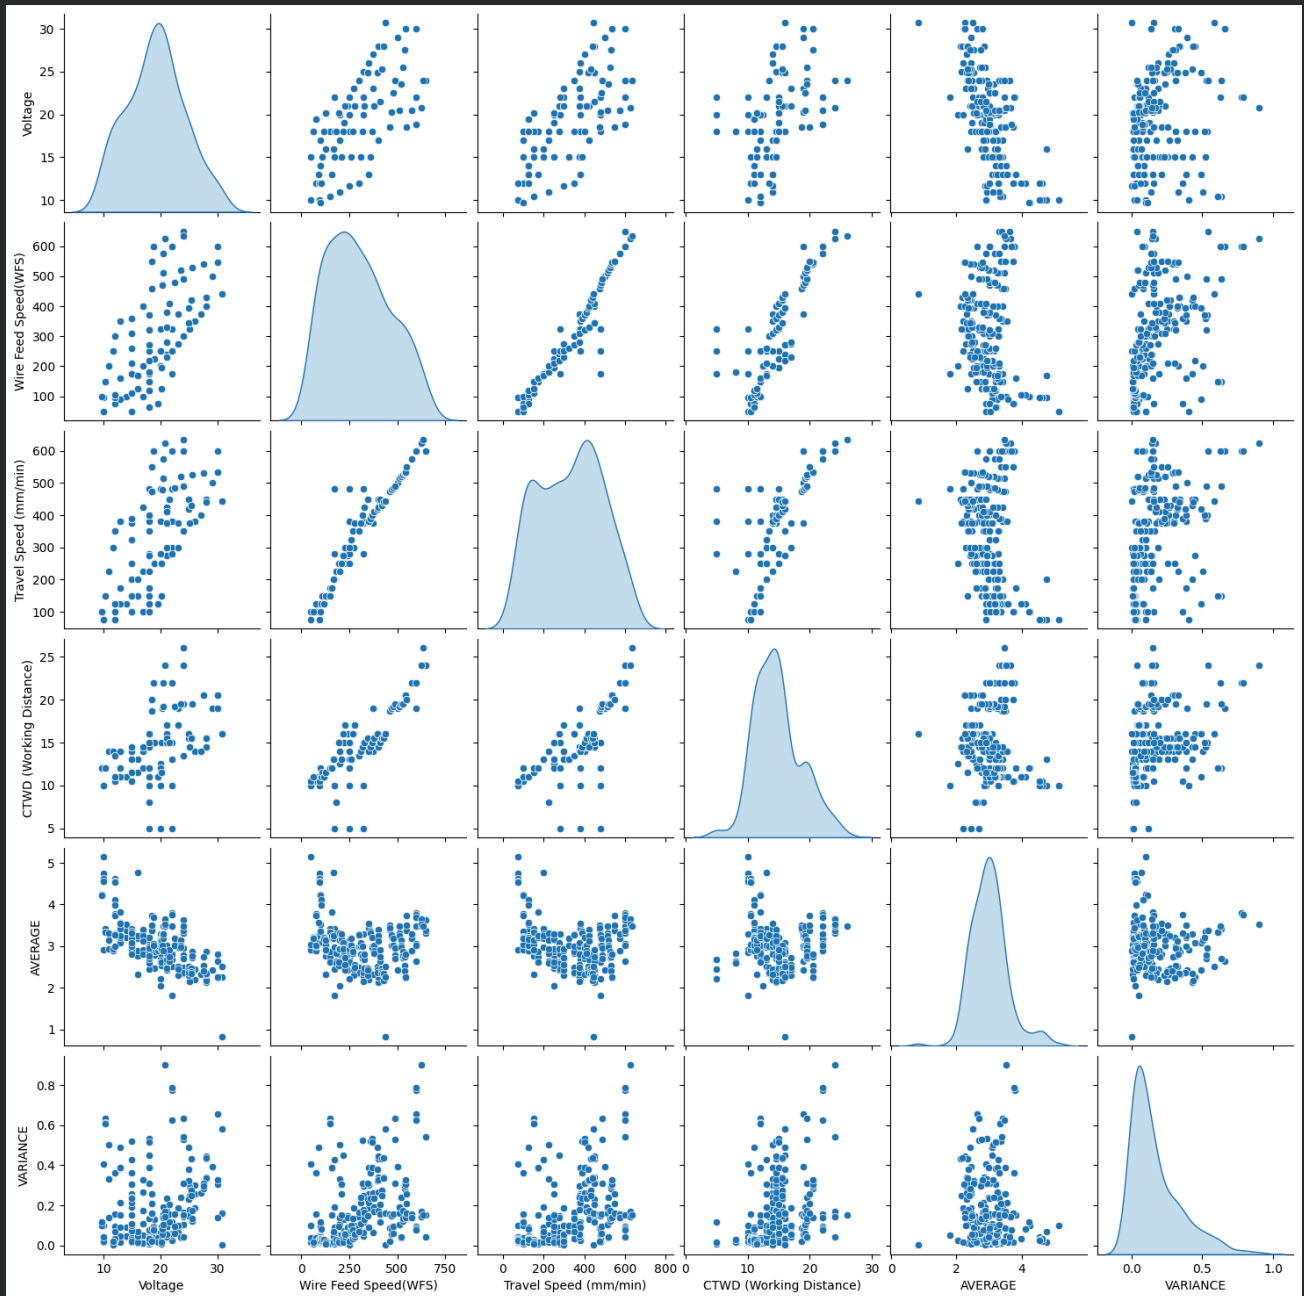 30
25
20
15
10
Voltage
600
500
400
300
200
100
Wire Feed Speed(WFS)
600
500
400
300
200
100
Travel Speed (mm/min)
25
20
15
10
5
CTWD (Working Distance)
5
4
3
2
1
AVERAGE
0.8
0.6
0.4
0.2
0.0
VARIANCE
10 20 30
Voltage
0 250 500 750
Wire Feed Speed(WFS)
0 200 400 600 800
Travel Speed (mm/min)
0 10 20 30
CTWD (Working Distance)
0 2 4
AVERAGE
0.0 0.5 1.0
VARIANCE